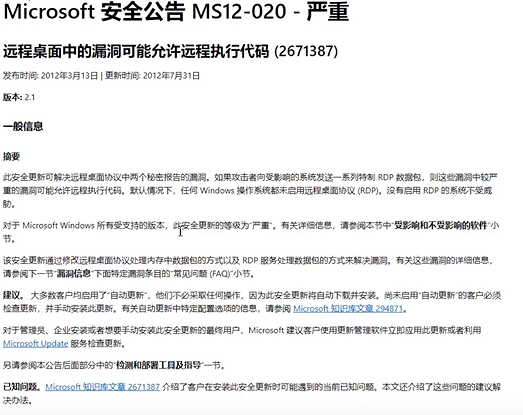 Microsoft 安全公告 MS12-020 - 严重
远程桌面中的漏洞可能允许远程执行代码 (2671387)
发布时间: 2012年3月13日 | 更新时间: 2012年7月31日
版本: 2.1
一般信息
摘要
此安全更新可解决远程桌面协议中两个秘密报告的漏洞。如果攻击者向受影响的系统发送一系列特制 RDP 数据包，则这些漏洞中较严
重的漏洞可能允许远程执行代码。默认情况下，任何 Windows 操作系统都未启用远程桌面协议 (RDP)。没有启用 RDP 的系统不受威
胁。
对于 Microsoft Windows 所有受支持的版本，此安全更新的等级为“严重”。有关详细信息，请参阅本节中“受影响和不受影响的软件”小
节。
该安全更新通过修改远程桌面协议处理内存中数据包的方式以及 RDP 服务处理数据包的方式来解决漏洞。有关这些漏洞的详细信息，
请参阅下一节“漏洞信息”下面特定漏洞条目的“常见问题 (FAQ)”小节。
建议。 大多数客户均启用了“自动更新”，他们不必采取任何操作，因为此安全更新将自动下载并安装。尚未启用“自动更新”的客户必须
检查更新，并手动安装此更新。有关自动更新中特定配置选项的信息，请参阅 Microsoft 知识库文章 294871。
对于管理员、企业安装或者想要手动安装此安全更新的最终用户，Microsoft 建议客户使用更新管理软件立即应用此更新或者利用
Microsoft Update 服务检查更新。
另请参阅本公告后面部分中的“检测和部署工具及指导”一节。
已知问题。Microsoft 知识库文章 2671387 介绍了客户在安装此安全更新时可能遇到的当前已知问题。本文还介绍了这些问题的建议解
决办法。